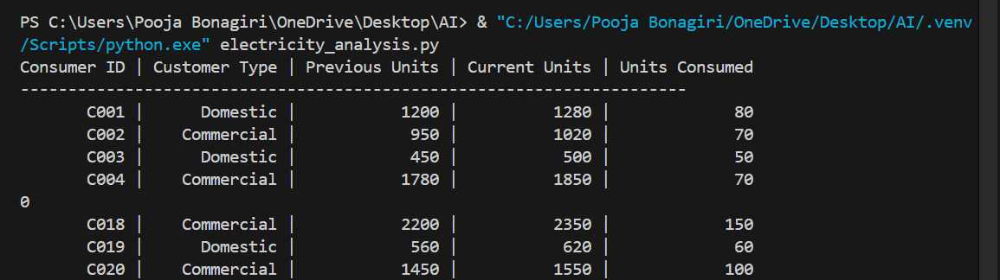 PS C:\Users\Pooja Bonagiri\OneDrive\Desktop\AI> & "C:/Users/Pooja Bonagiri/OneDrive/Desktop/AI/.venv
/Scripts/python.exe" electricity_analysis.py
Consumer ID | Customer Type | Previous Units | Current Units | Units Consumed
----------------------------------------------------------------------
       C001 |      Domestic |           1200 |          1280 |             80
       C002 |    Commercial |            950 |          1020 |             70
       C003 |      Domestic |            450 |           500 |             50
       C004 |    Commercial |           1780 |          1850 |             70
0
       C018 |    Commercial |           2200 |          2350 |            150
       C019 |      Domestic |            560 |           620 |             60
       C020 |    Commercial |           1450 |          1550 |            100